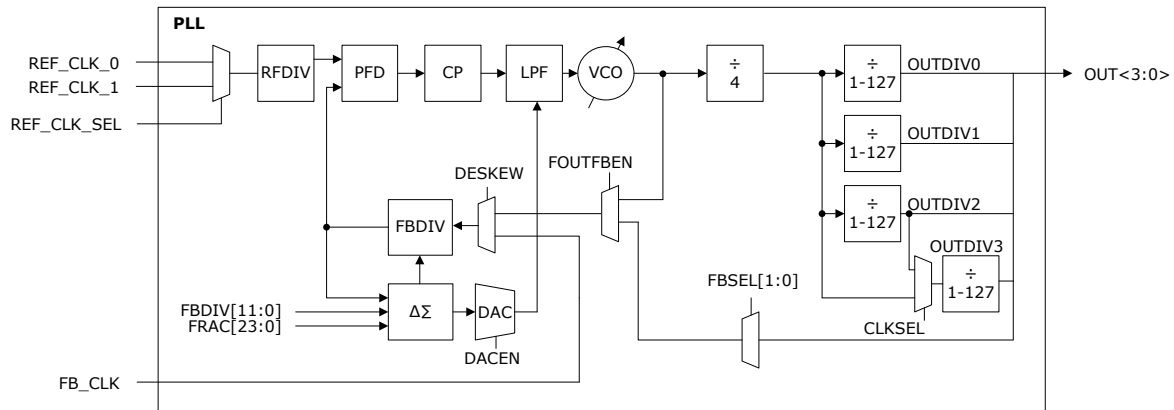 PLL
REF_CLK_0
REF_CLK_1
REF_CLK_SEL
RFDIV
PFD
CP
LPF
VCO
÷
4
÷
1-127
OUTDIV0
OUT<3:0>
÷
1-127
OUTDIV1
÷
1-127
OUTDIV2
OUTDIV3
÷
1-127
CLKSEL
FOUTFBEN
DESKEW
FBDIV
FBSEL[1:0]
FBDIV[11:0]
FRAC[23:0]
ΔΣ
DAC
DACEN
FB_CLK